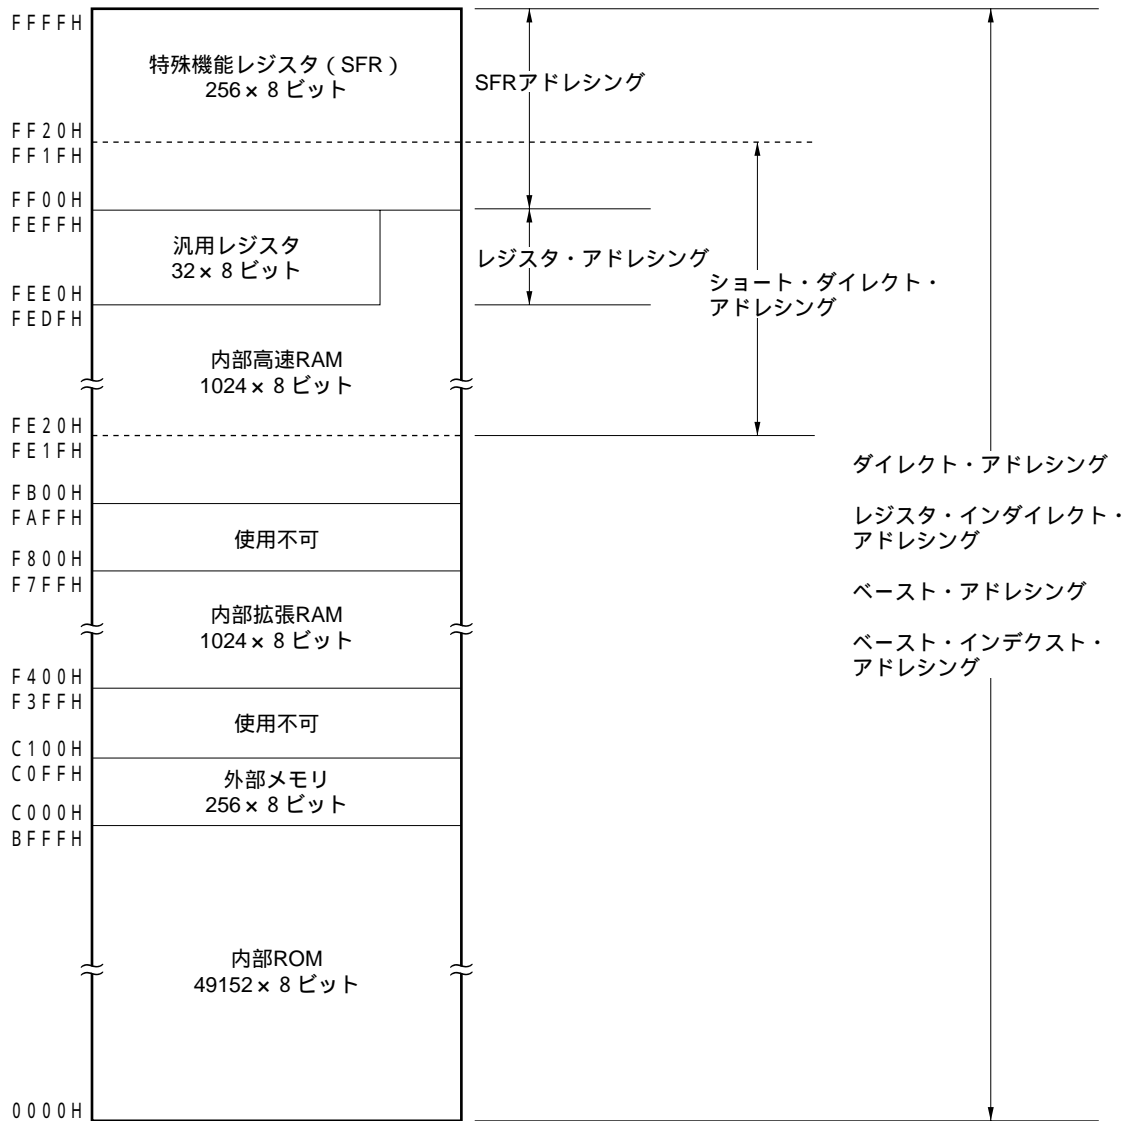 FFFFH
特殊機能レジスタ（SFR）
256×8ビット
SFRアドレシング
FF20H
FF1FH
FF00H
FEFFH
汎用レジスタ
32×8ビット
レジスタ・アドレシング
ショート・ダイレクト・
アドレシング
FEE0H
FEDFH
内部高速RAM
1024×8ビット
FE20H
FE1FH
ダイレクト・アドレシング
レジスタ・インダイレクト・
アドレシング
ベースト・アドレシング
ベースト・インデクスト・
アドレシング
FB00H
FAFFH
使用不可
F800H
F7FFH
内部拡張RAM
1024×8ビット
F400H
F3FFH
使用不可
C100H
C0FFH
外部メモリ
256×8ビット
C000H
BFFFH
内部ROM
49152×8ビット
0000H